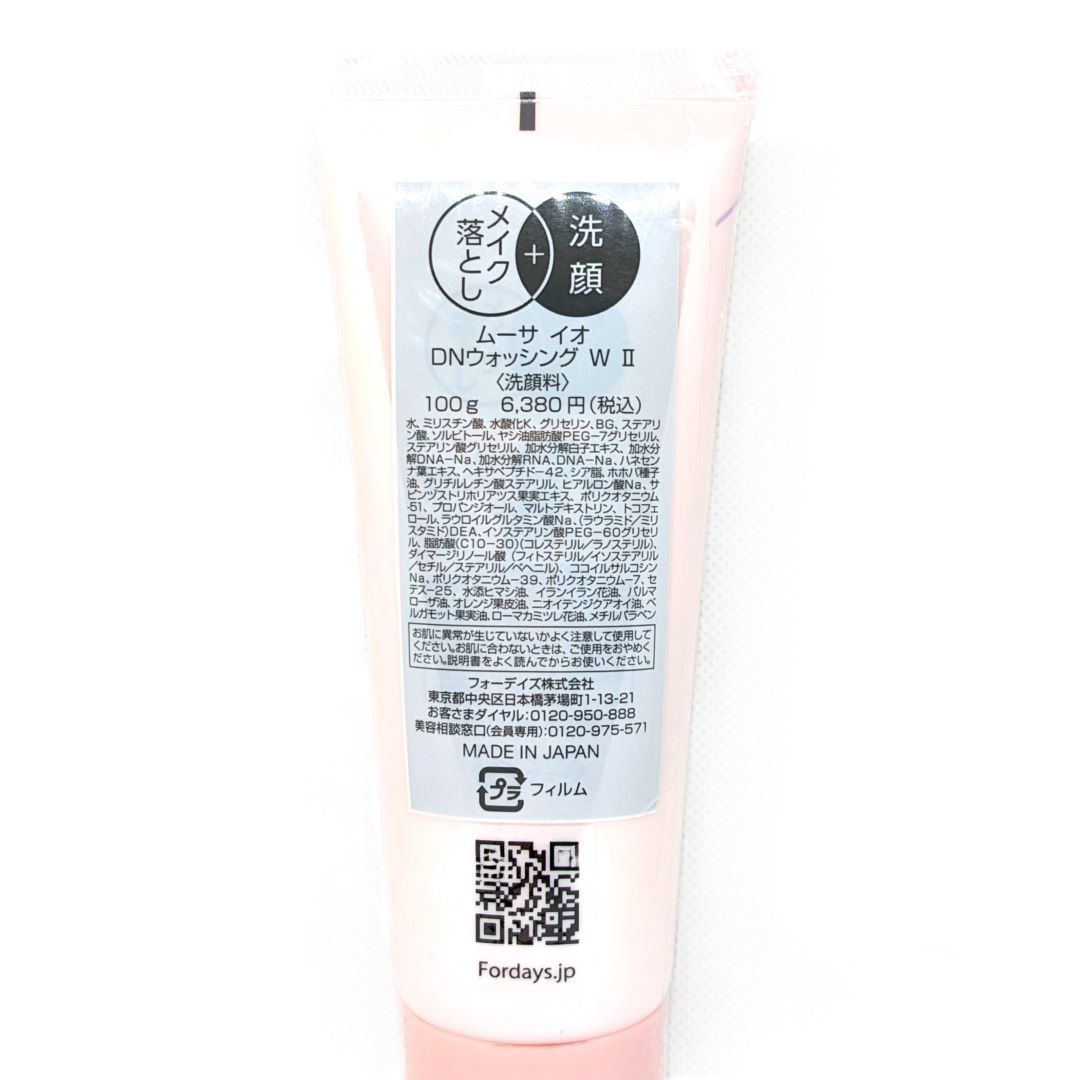 メイク
落とし
+
洗顔
ムーサ イオ
DNウォッシング W Ⅱ
〈洗顔料〉
100g 6,380円(税込)
水、ミリスチン酸、水酸化K、グリセリン、BG、ステアリ
ン酸、ソルビトール、ヤシ油脂肪酸PEG-7グリセリル、
ステアリン酸グリセリル、加水分解白子エキス、加水分
解DNA-Na、加水分解RNA、DNA-Na、ハネセン
ナ葉エキス、ヘキサペプチド-42、シア脂、ホホバ種子
油、グリチルレチン酸ステアリル、ヒアルロン酸Na、サ
ピンヅストリホリアツス果実エキス、ポリクオタニウム
-51、プロパンジオール、マルトデキストリン、トコフェ
ロール、ラウロイルグルタミン酸Na、(ラウラミド/ミリ
スタミド)DEA、イソステアリン酸PEG-60グリセリ
ル、脂肪酸(C10-30)(コレステリル/ラノステリル)、
ダイマージリノール酸(フィトステリル/イソステアリル
/セチル/ステアリル/ベヘニル)、ココイルサルコシン
Na、ポリクオタニウム-39、ポリクオタニウム-7、セ
テス-25、水添ヒマシ油、イランイラン花油、パルマ
ローザ油、オレンジ果皮油、ニオイテンジクアオイ油、ベ
ルガモット果実油、ローマカミツレ花油、メチルパラベン
お肌に異常が生じていないかよく注意して使用して
ください。お肌に合わないときは、ご使用をおやめく
ださい。説明書をよく読んでからお使いください。
フォーデイズ株式会社
東京都中央区日本橋茅場町1-13-21
お客さまダイヤル:0120-950-888
美容相談窓口(会員専用):0120-975-571
MADE IN JAPAN
プラ フィルム
Fordays.jp